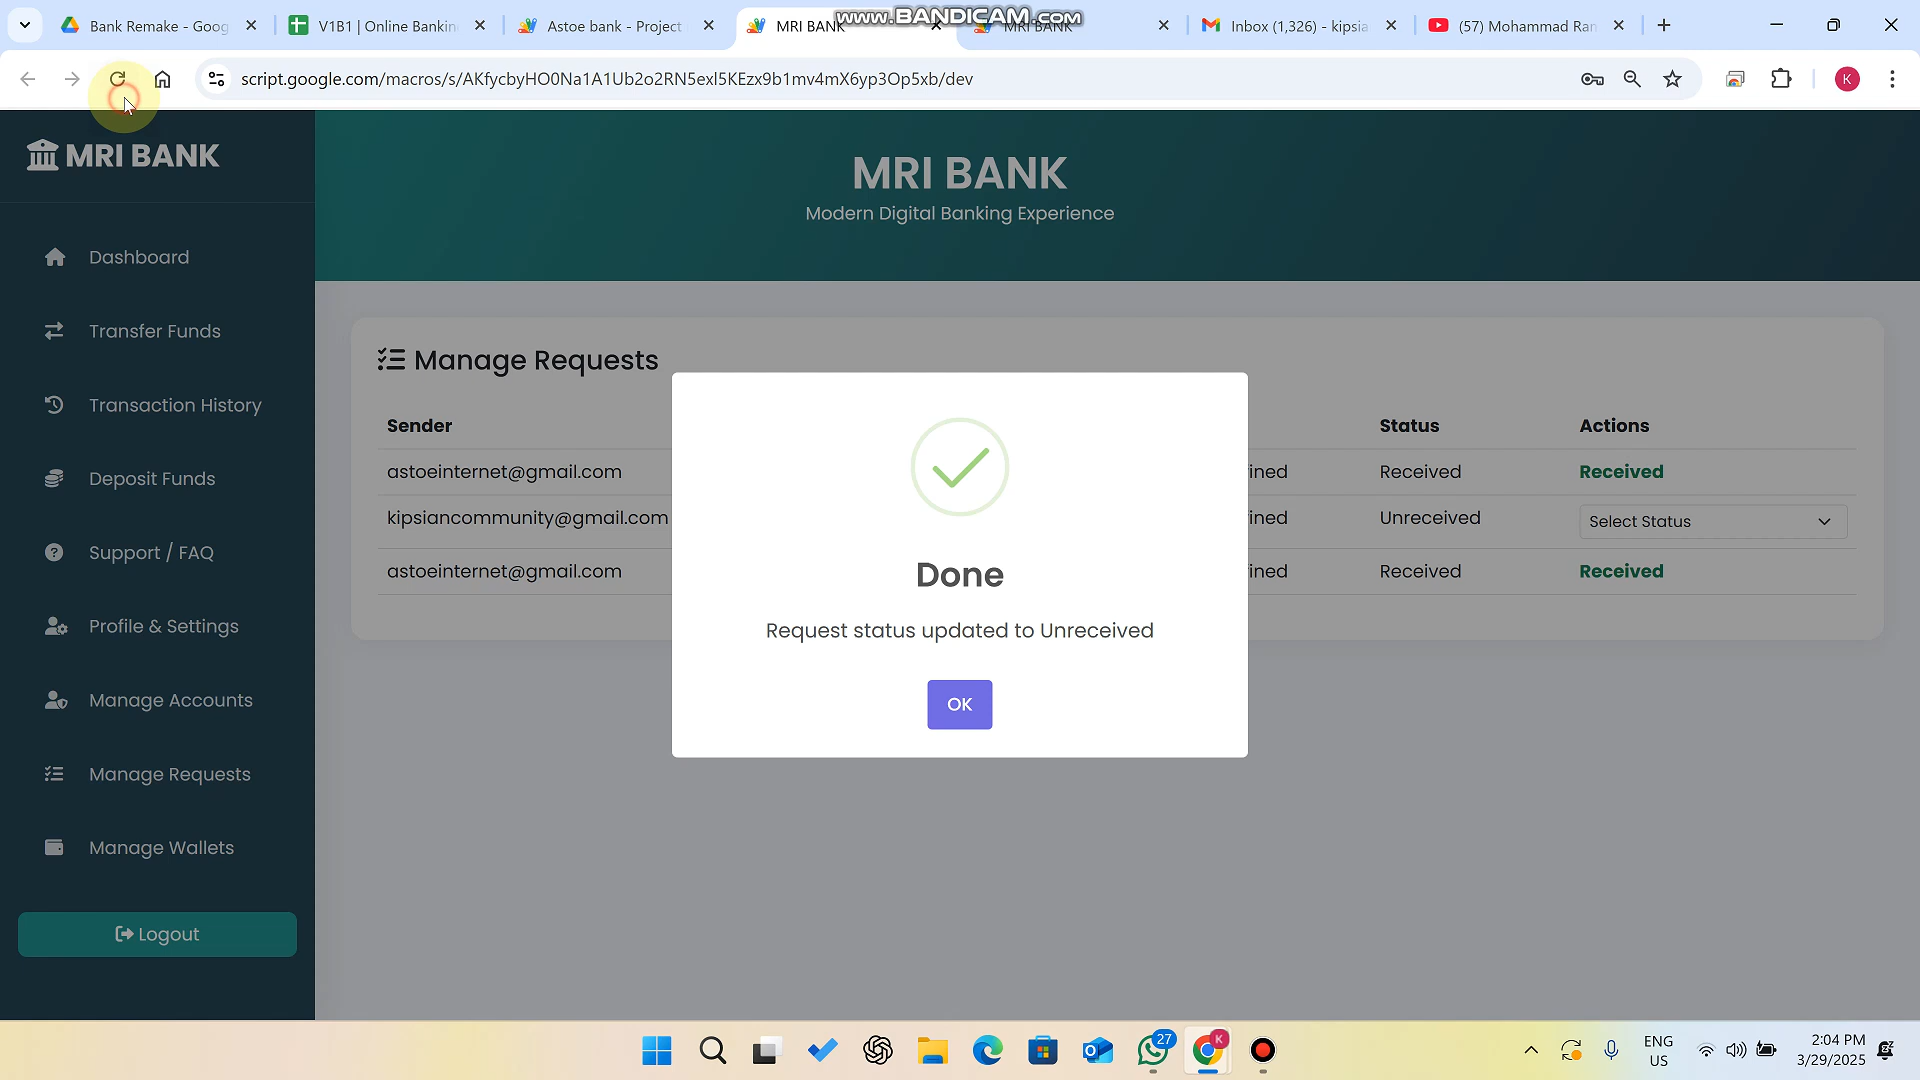 Bank Remake - Goog
V1B1 | Online Bankin
Astoe bank - Project
MRI BANK
MRI BANK
Inbox (1,326) - kipsia
(57) Mohammad Ran
www.BANDICAM.com
script.google.com/macros/s/AKfycbyHO0Na1A1Ub2o2RN5exI5KEzx9b1mv4mX6yp3Op5xb/dev
K
MRI BANK
MRI BANK
Modern Digital Banking Experience
Dashboard
Transfer Funds
Transaction History
Deposit Funds
Support / FAQ
Profile & Settings
Manage Accounts
Manage Requests
Manage Wallets
Logout
Manage Requests
Sender Status Actions
astoeinternet@gmail.com ined Received Received
kipsiancommunity@gmail.com ined Unreceived Select Status
astoeinternet@gmail.com ined Received Received
Done
Request status updated to Unreceived
OK
27
K
ENG
US
2:04 PM
3/29/2025